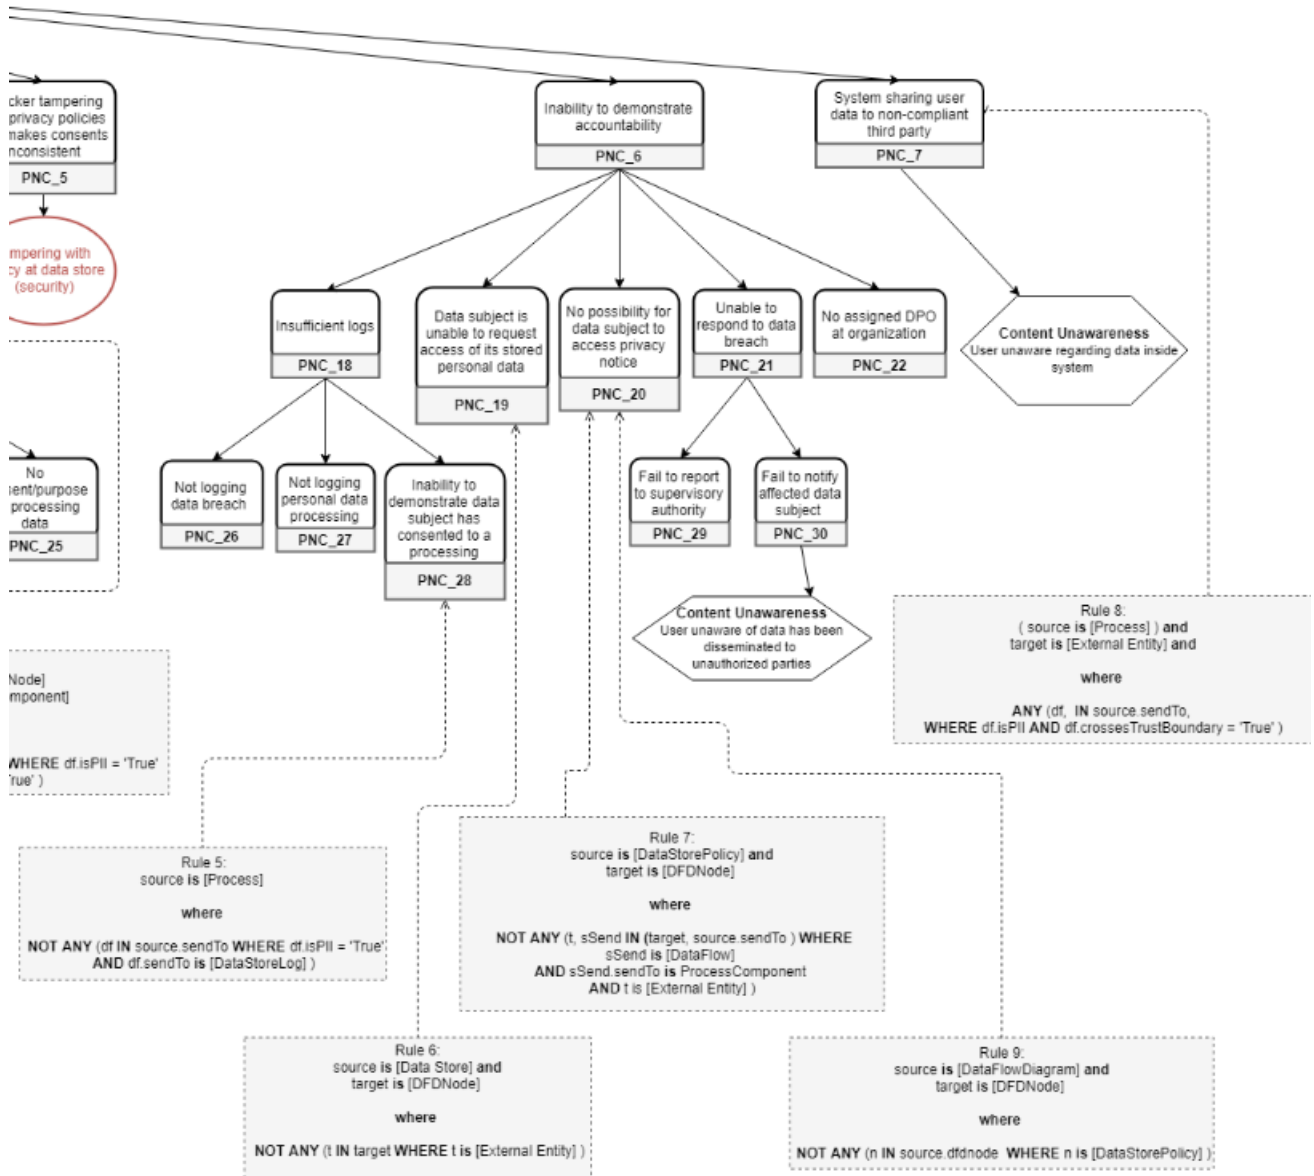 cker tampering
privacy policies
makes consents
nconsistent
PNC_5
Inability to demonstrate
accountability
PNC_6
System sharing user
data to non-compliant
third party
PNC_7
mpering with
cy at data store
(security)
Insufficient logs
PNC_18
Data subject is
unable to request
access of its stored
personal data
PNC_19
No possibility for
data subject to
access privacy
notice
PNC_20
Unable to
respond to data
breach
PNC_21
No assigned DPO
at organization
PNC_22
Content Unawareness
User unaware regarding data inside
system
No
sent/purpose
processing
data
PNC_25
Not logging
data breach
PNC_26
Not logging
personal data
processing
PNC_27
Inability to
demonstrate data
subject has
consented to a
processing
PNC_28
Fail to report
to supervisory
authority
PNC_29
Fail to notify
affected data
subject
PNC_30
Content Unawareness
User unaware of data has been
disseminated to
unauthorized parties
Rule 8:
( source is [Process] ) and
target is [External Entity] and
where
ANY (df, IN source.sendTo,
WHERE df.isPII AND df.crossesTrustBoundary = 'True' )
Node]
mponent]
WHERE df.isPII = 'True'
True' )
Rule 5:
source is [Process]
where
NOT ANY (df IN source.sendTo WHERE df.isPII = 'True'
AND df.sendTo is [DataStoreLog] )
Rule 7:
source is [DataStorePolicy] and
target is [DFDNode]
where
NOT ANY (t, sSend IN (target, source.sendTo ) WHERE
sSend is [DataFlow]
AND sSend.sendTo is ProcessComponent
AND t is [External Entity] )
Rule 6:
source is [Data Store] and
target is [DFDNode]
where
NOT ANY (t IN target WHERE t is [External Entity] )
Rule 9:
source is [DataFlowDiagram] and
target is [DFDNode]
where
NOT ANY (n IN source.dfdnode WHERE n is [DataStorePolicy] )